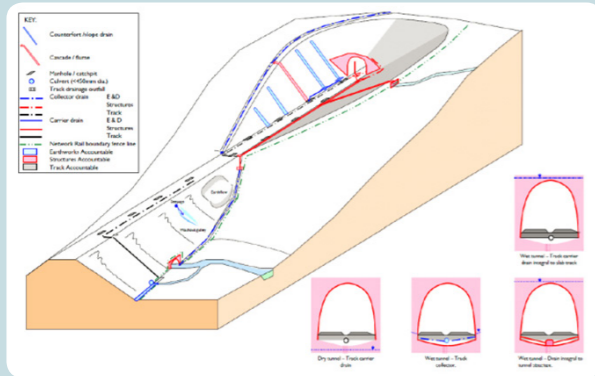 KEY:
Counterfort /slope drain
Cascade / flume
Manhole / catchpit
Culvert (<450mm dia.)
Track drainage outfall
Collector drain E & D
Structures
Track
Carrier drain E & D
Structures
Track
Network Rail boundary fence line
Earthworks Accountable
Structures Accountable
Track Accountable
Wet tunnel - Track carrier
drain integral to slab track
Dry tunnel - Track carrier
drain
Wet tunnel - Track
collector.
Wet tunnel - Drain integral to
tunnel structure.